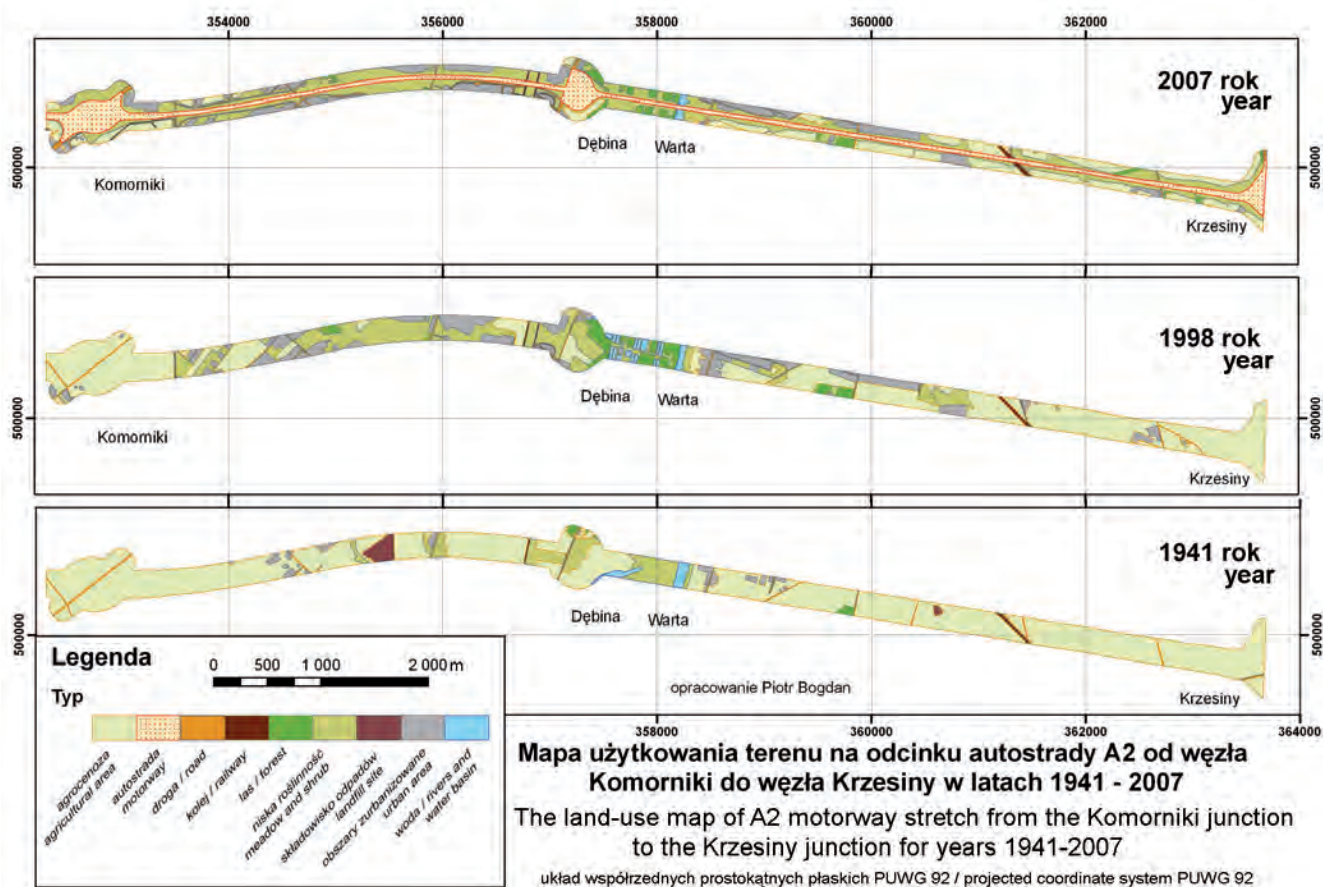 354000 356000 358000 360000 362000
2007 rok
year
500000
500000
Dębina Warta
Komorniki
Krzesiny
1998 rok
year
500000
500000
Dębina Warta
Komorniki
Krzesiny
1941 rok
year
500000
500000
Dębina Warta
Krzesiny
opracowanie Piotr Bogdan
358000 360000 362000 364000
Legenda
0 500 1 000 2 000 m
Typ
agrocenoza
agricultural area
autostrada
motorway
droga / road
kolej / railway
las / forest
niska roślinność
meadow and shrub
składowisko odpadów
landfill site
obszary zurbanizowane
urban area
woda / rivers and
water basin
Mapa użytkowania terenu na odcinku autostrady A2 od węzła
Komorniki do węzła Krzesiny w latach 1941 - 2007
The land-use map of A2 motorway stretch from the Komorniki junction
to the Krzesiny junction for years 1941-2007
układ współrzednych prostokątnych płaskich PUWG 92 / projected coordinate system PUWG 92